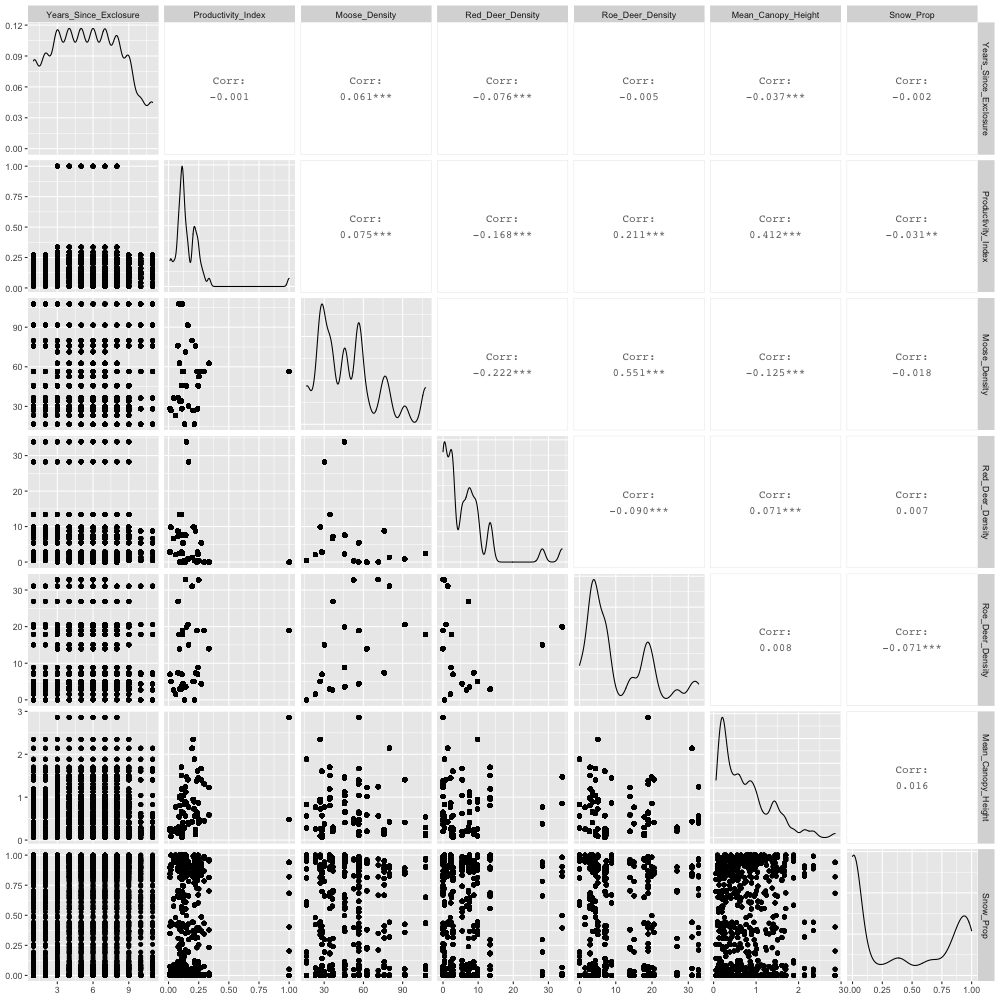 Years_Since_Exclosure Productivity_Index Moose_Density Red_Deer_Density Roe_Deer_Density Mean_Canopy_Height Snow_Prop
0.12
0.09
0.06
0.03
0.00
Corr:
-0.001
Corr:
0.061***
Corr:
-0.076***
Corr:
-0.005
Corr:
-0.037***
Corr:
-0.002
Years_Since_Exclosure
1.00
0.75
0.50
0.25
0.00
Corr:
0.075***
Corr:
-0.168***
Corr:
0.211***
Corr:
0.412***
Corr:
-0.031**
Productivity_Index
90
60
30
Corr:
-0.222***
Corr:
0.551***
Corr:
-0.125***
Corr:
-0.018
Moose_Density
30
20
10
0
Corr:
-0.090***
Corr:
0.071***
Corr:
0.007
Red_Deer_Density
30
20
10
0
Corr:
0.008
Corr:
-0.071***
Roe_Deer_Density
3
2
1
0
Corr:
0.016
Mean_Canopy_Height
1.00
0.75
0.50
0.25
0.00
Snow_Prop
3 6 9 0.00 0.25 0.50 0.75 1.00 30 60 90 0 10 20 30 0 10 20 30 0 1 2 3 0.00 0.25 0.50 0.75 1.00